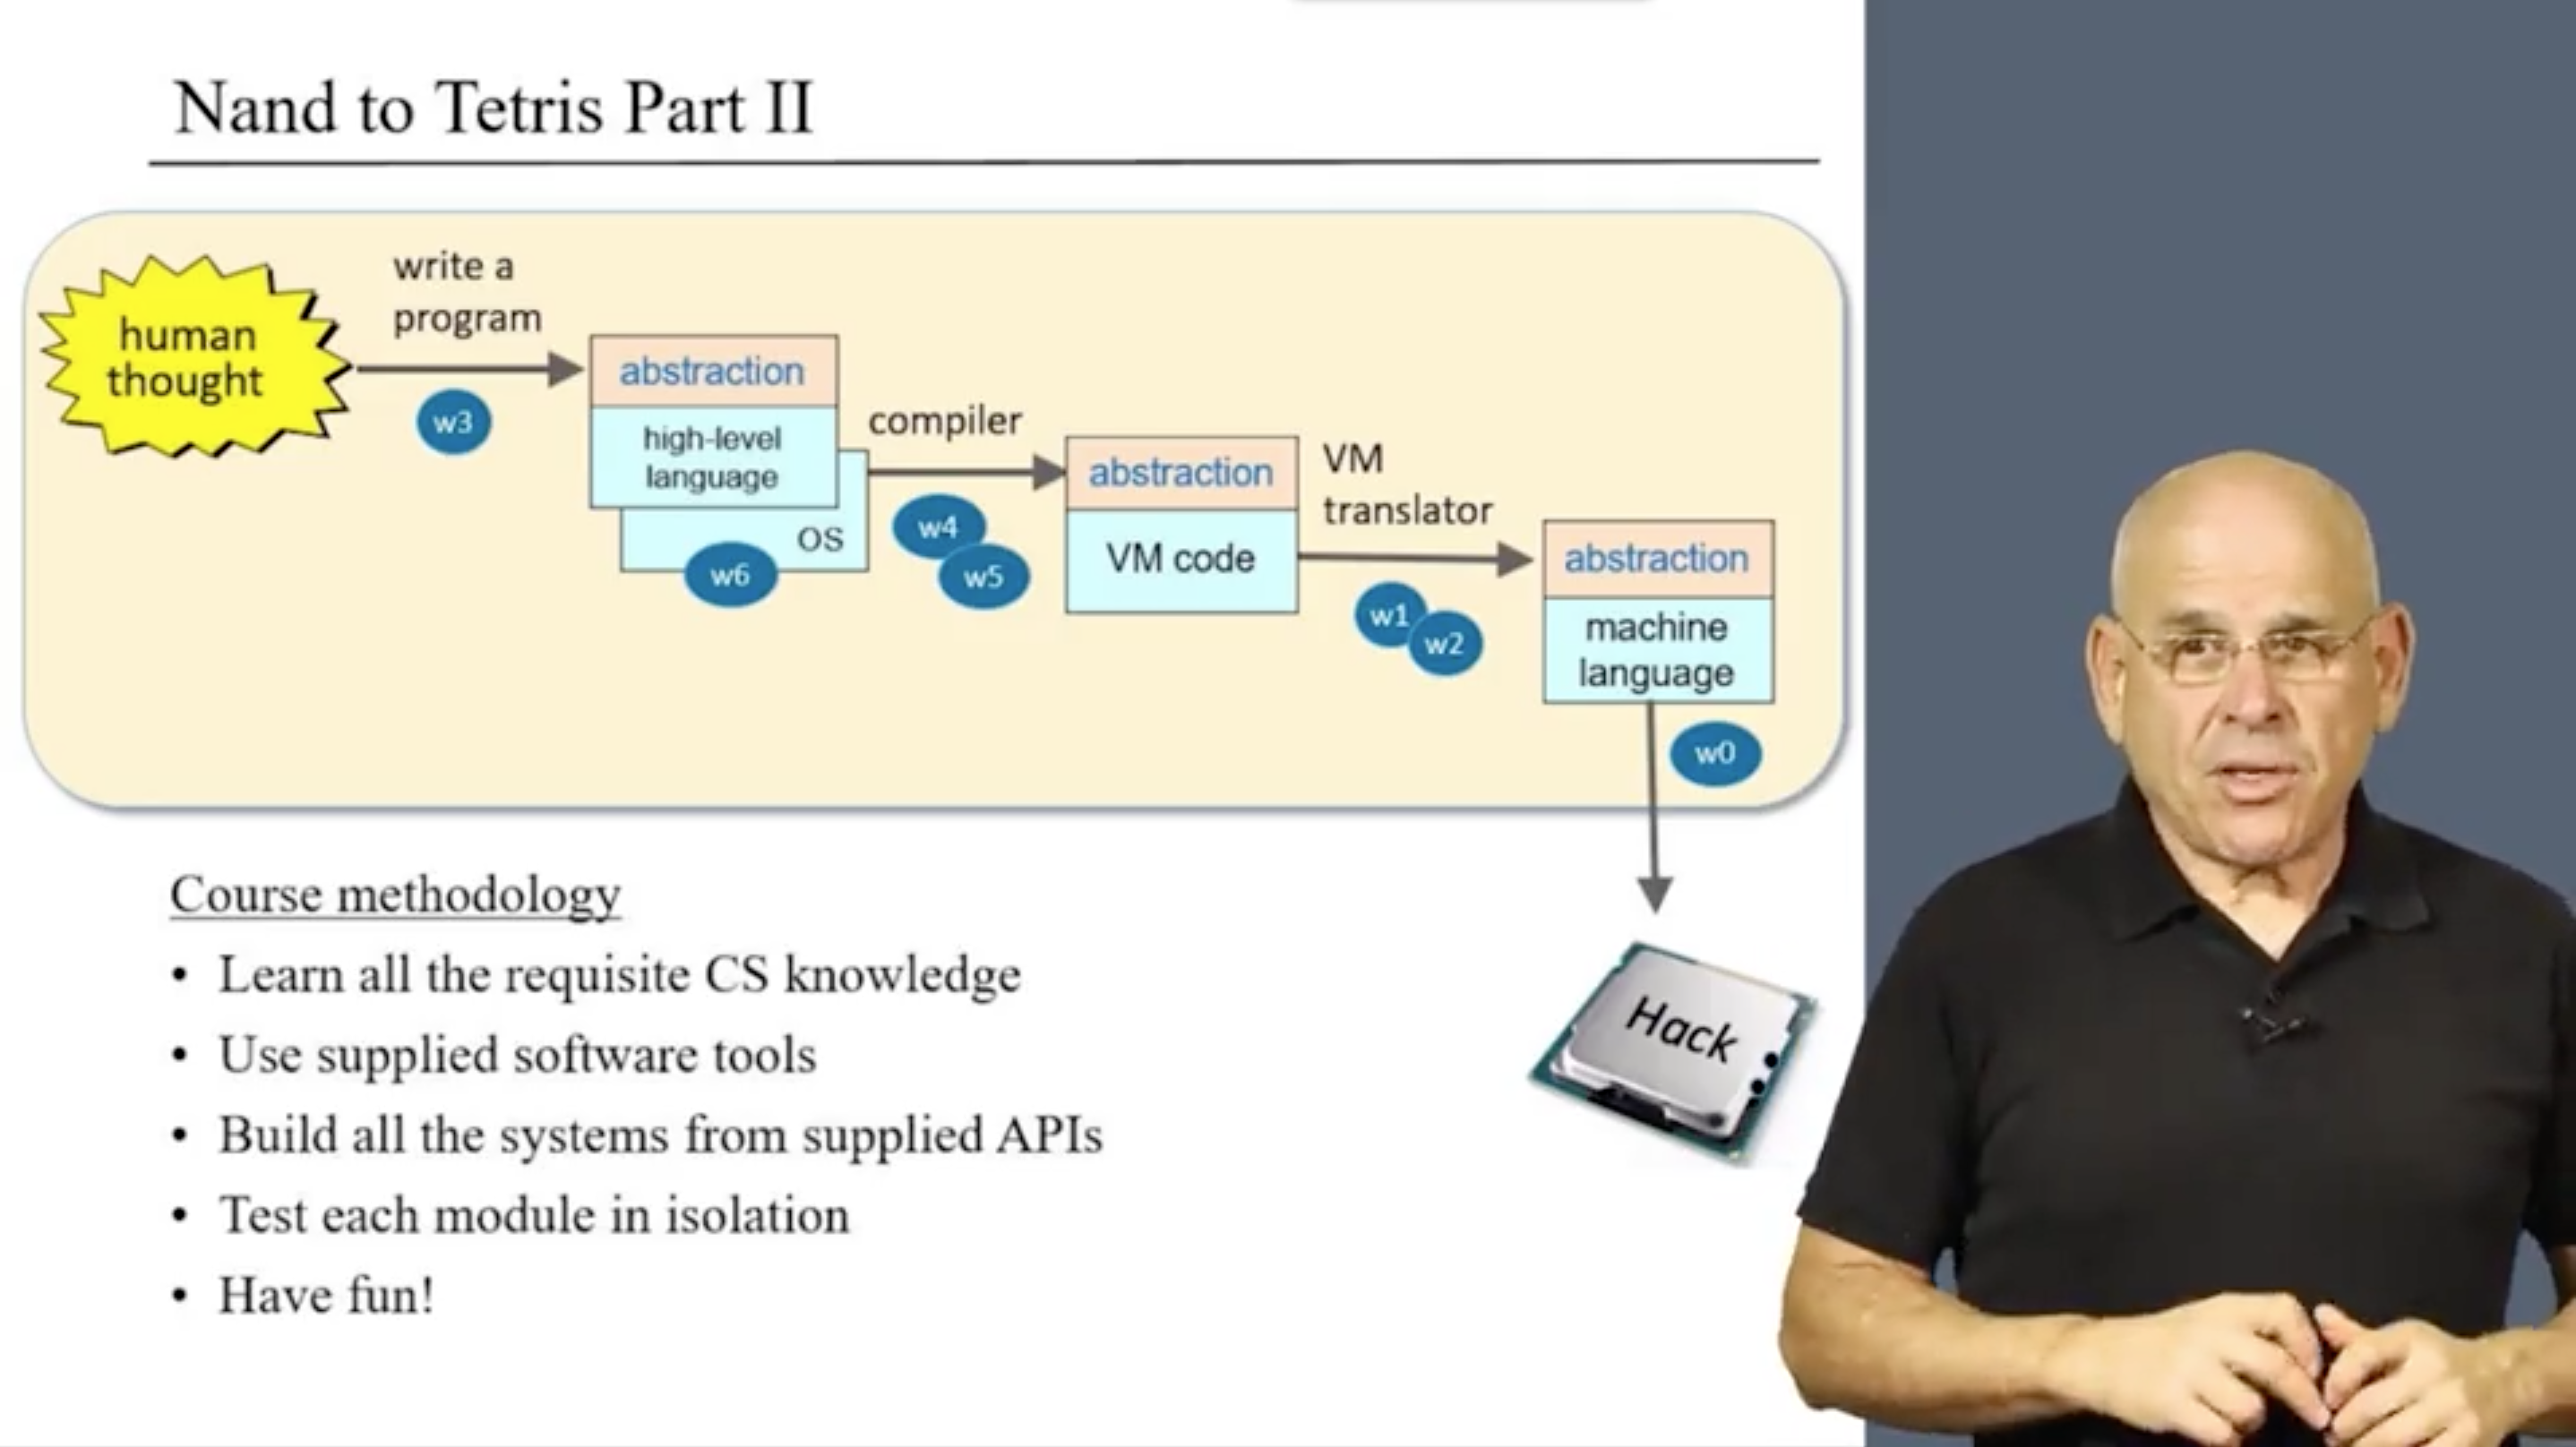 Nand to Tetris Part II
human
thought
write a
program
w3
abstraction
high-level
language
OS
w6
compiler
w4
w5
abstraction
VM code
VM
translator
w1
w2
abstraction
machine
language
w0
Hack
Course methodology
• Learn all the requisite CS knowledge
• Use supplied software tools
• Build all the systems from supplied APIs
• Test each module in isolation
• Have fun!